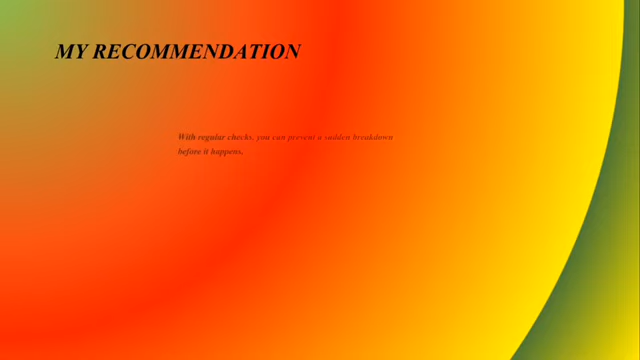 MY RECOMMENDATION
With regular checks, you can prevent a sudden breakdown
before it happens.